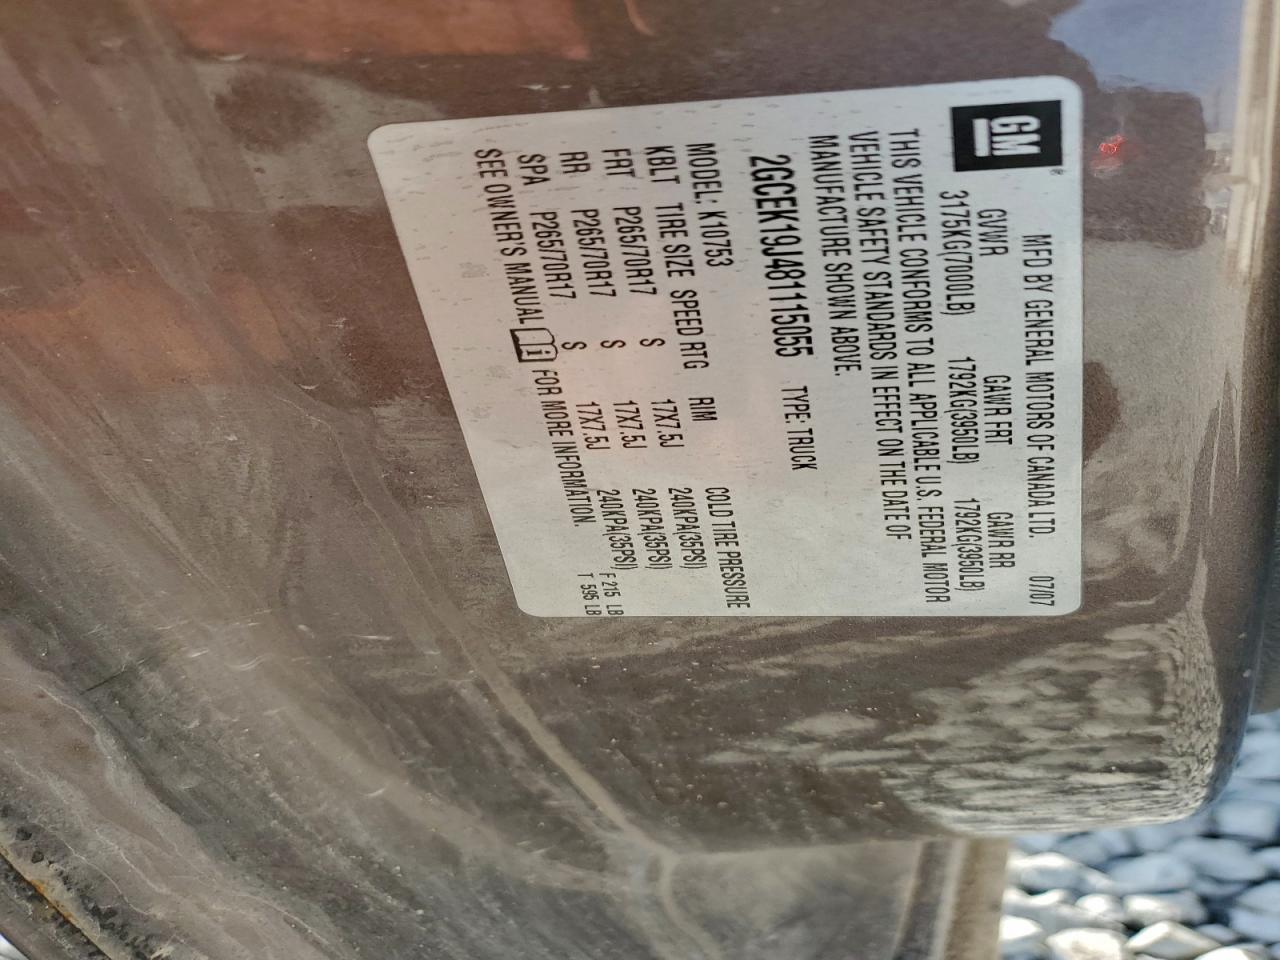 GM®
MFD BY GENERAL MOTORS OF CANADA LTD. 07/07
GVWR GAWR FRT GAWR RR
3175KG(7000LB) 1792KG(3950LB) 1792KG(3950LB)
THIS VEHICLE CONFORMS TO ALL APPLICABLE U.S. FEDERAL MOTOR
VEHICLE SAFETY STANDARDS IN EFFECT ON THE DATE OF
MANUFACTURE SHOWN ABOVE.
2GCEK19J481115055 TYPE: TRUCK
MODEL: K10753
KBLT TIRE SIZE SPEED RTG RIM COLD TIRE PRESSURE
FRT P265/70R17 S 17X7.5J 240KPA(35PSI)
RR P265/70R17 S 17X7.5J 240KPA(35PSI)
SPA P265/70R17 S 17X7.5J 240KPA(35PSI)
SEE OWNER'S MANUAL FOR MORE INFORMATION.
F 215 LB
T 595 LB